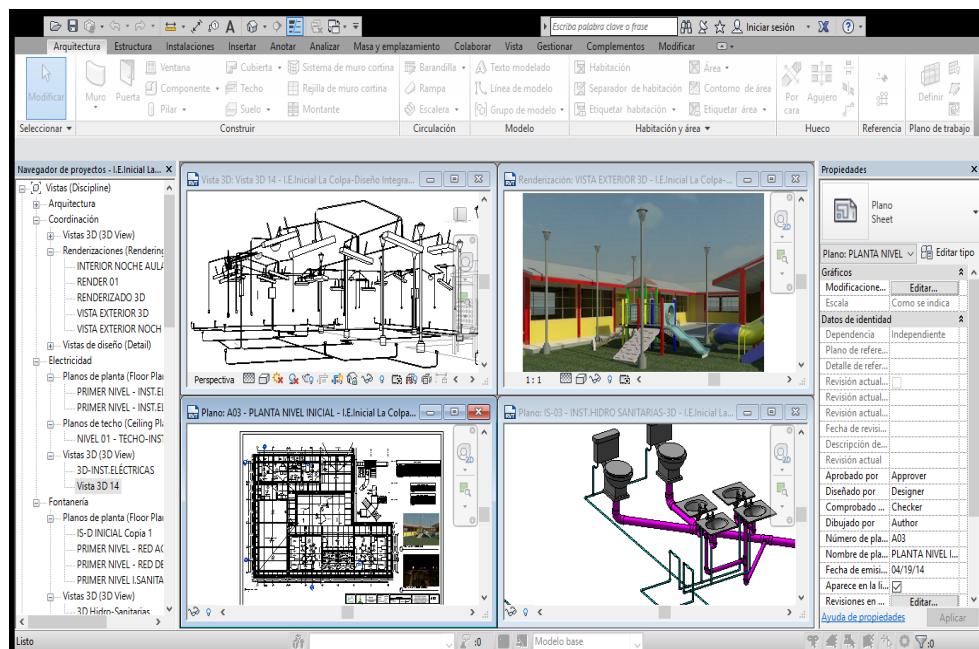 Escriba palabra clave o frase
Iniciar sesión
Arquitectura Estructura Instalaciones Insertar Anotar Analizar Masa y emplazamiento Colaborar Vista Gestionar Complementos Modificar
Modificar
Muro
Puerta
Ventana
Componente
Pilar
Cubierta
Techo
Suelo
Sistema de muro cortina
Rejilla de muro cortina
Montante
Barandilla
Rampa
Escalera
Texto modelado
Línea de modelo
Grupo de modelo
Habitación
Separador de habitación
Etiquetar habitación
Área
Contorno de área
Etiquetar área
Por cara
Agujero
Definir
Seleccionar
Construir
Circulación
Modelo
Habitación y área
Hueco
Referencia
Plano de trabajo
Navegador de proyectos - I.E.Inicial La...
Vistas (Discipline)
Arquitectura
Coordinación
Vistas 3D (3D View)
Renderizaciones (Rendering
INTERIOR NOCHE AULA
RENDER 01
RENDERIZADO 3D
VISTA EXTERIOR 3D
VISTA EXTERIOR NOCH
Vistas de diseño (Detail)
Electricidad
Planos de planta (Floor Pla
PRIMER NIVEL - INST.EL
PRIMER NIVEL - INST.EL
Planos de techo (Ceiling Pl
NIVEL 01 - TECHO-INS
Vistas 3D (3D View)
3D-INST.ELÉCTRICAS
Vista 3D 14
Fontanería
Planos de planta (Floor Pla
IS-D INICIAL Copia 1
PRIMER NIVEL - RED AG
PRIMER NIVEL - RED DE
PRIMER NIVEL I.SANITA
Vistas 3D (3D View)
3D Hidro-Sanitarias
Vista 3D: Vista 3D 14 - I.E.Inicial La Colpa-Diseño Integra...
Perspectiva
Renderización: VISTA EXTERIOR 3D - I.E.Inicial La Colpa-...
1 : 1
Plano: A03 - PLANTA NIVEL INICIAL - I.E.Inicial La Colpa...
Plano: IS-03 - INST.HIDRO SANITARIAS-3D - I.E.Inicial La...
Propiedades
Plano
Sheet
Plano: PLANTA NIVEL
Editar tipo
Gráficos
Modificacione... Editar...
Escala Como se indica
Datos de identidad
Dependencia Independiente
Plano de refere...
Detalle de refer...
Revisión actual...
Revisión actual...
Revisión actual...
Fecha de revisi...
Descripción de...
Revisión actual
Aprobado por Approver
Diseñado por Designer
Comprobado ... Checker
Dibujado por Author
Número de pla... A03
Nombre de pla... PLANTA NIVEL I...
Fecha de emisi... 04/19/14
Aparece en la li...
Revisiones en ... Editar...
Ayuda de propiedades
Aplicar
Listo
:0
Modelo base
:0